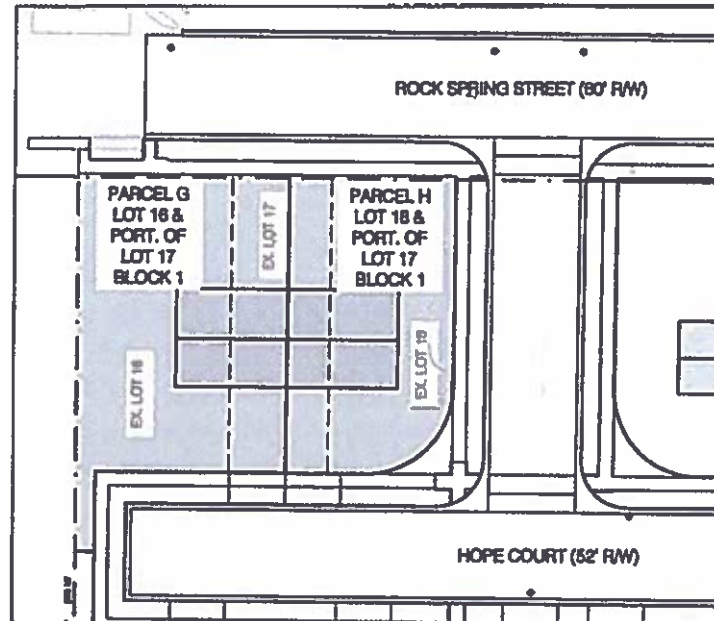 ROCK SPRING STREET (60' R/W)
PARCEL G
LOT 16 &
PORT. OF
LOT 17
BLOCK 1
EX. LOT 17
PARCEL H
LOT 18 &
PORT. OF
LOT 17
BLOCK 1
EX. LOT 16
EX. LOT 18
HOPE COURT (52' R/W)